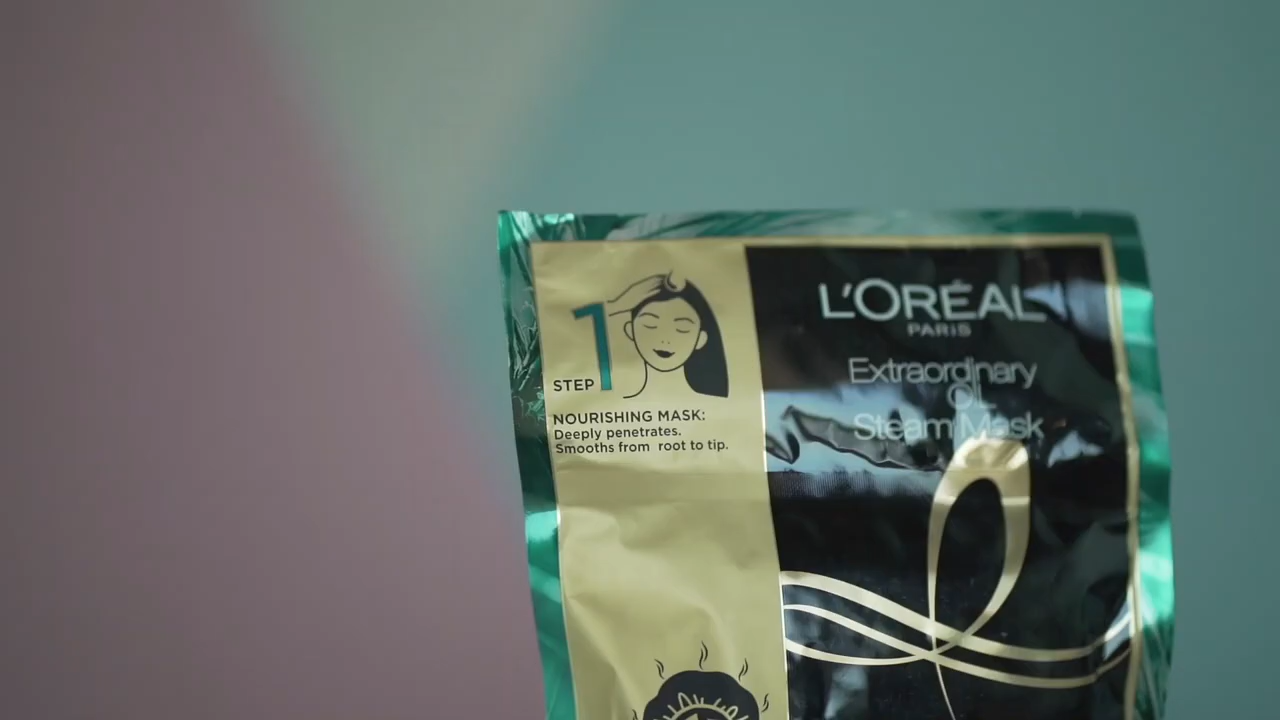 1
STEP
NOURISHING MASK:
Deeply penetrates.
Smooths from root to tip.
L'ORÉAL
PARIS
Extraordinary
OIL
Steam Mask